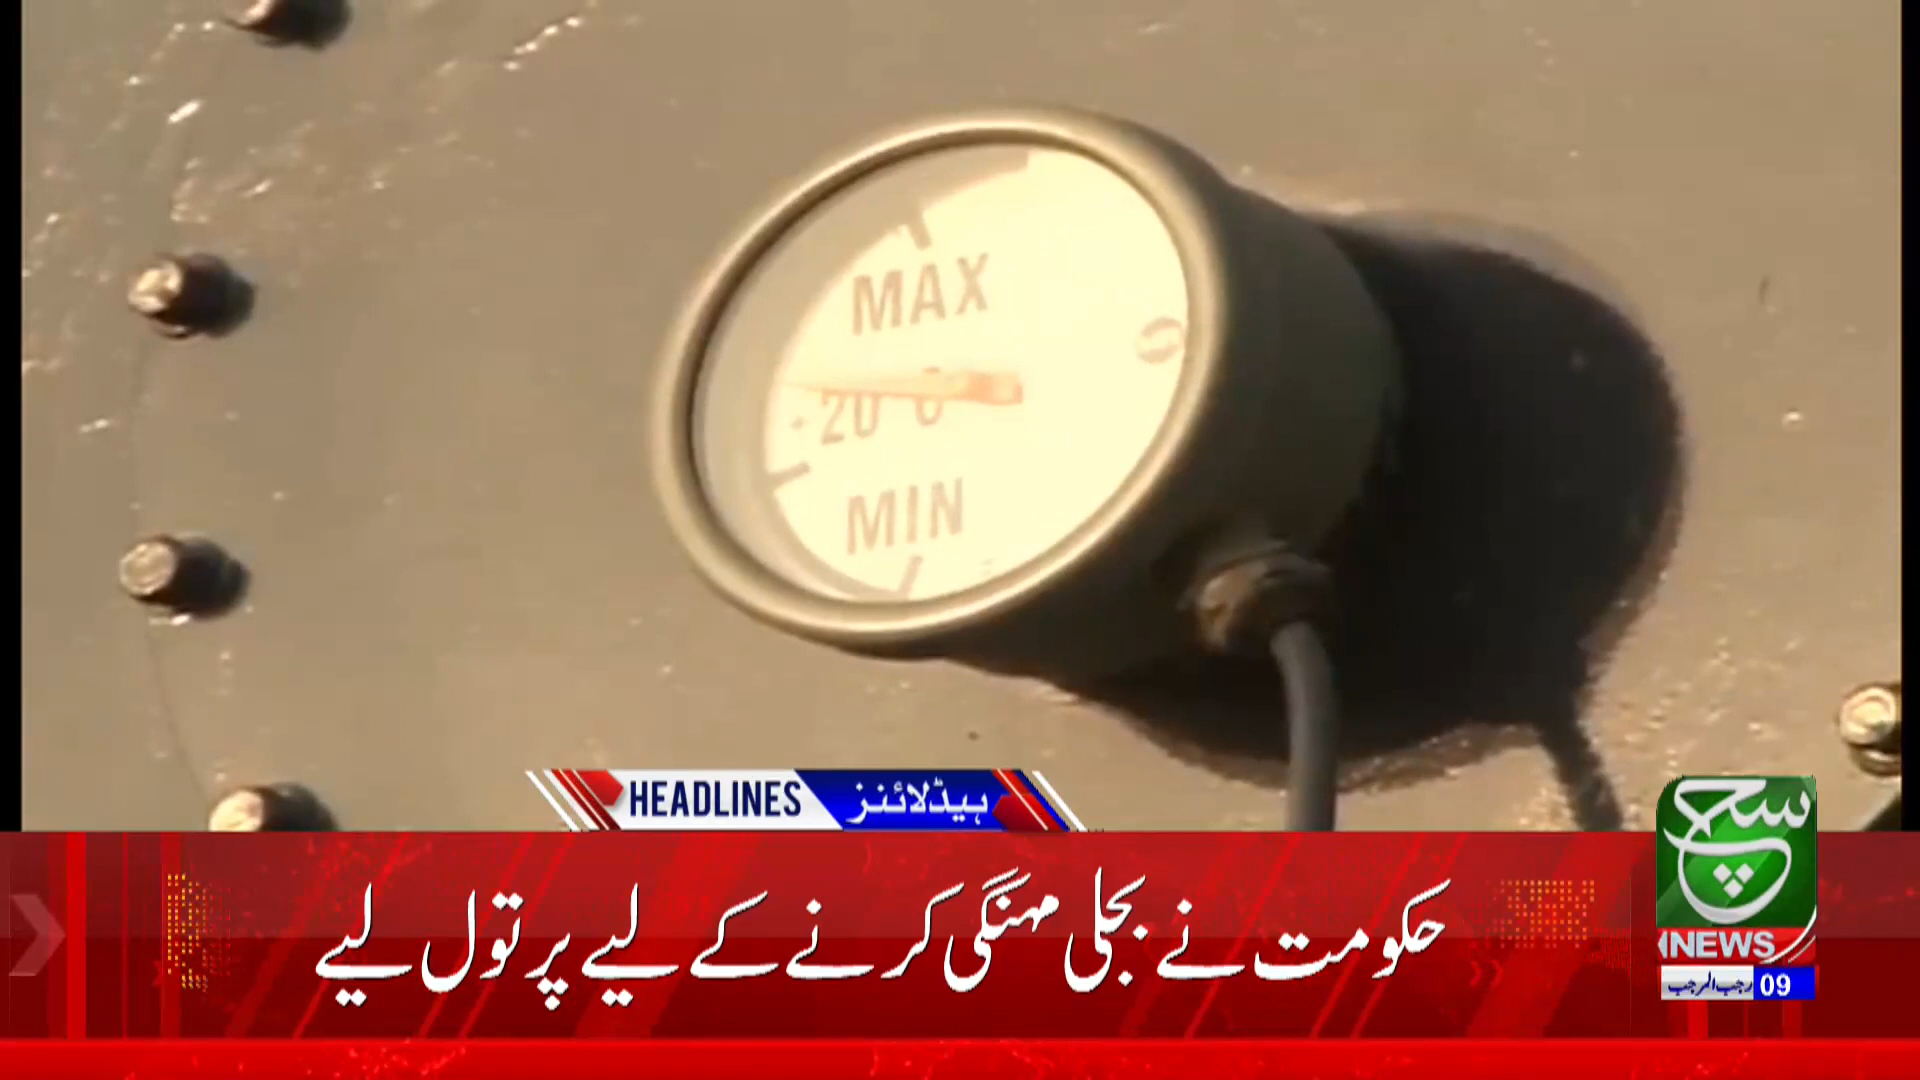 MAX
20 0
MIN
HEADLINES ہیڈلائنز
حکومت نے بجلی مہنگی کرنے کے لیے پر تول لیے
سچ
NEWS
09 رجب المرجب